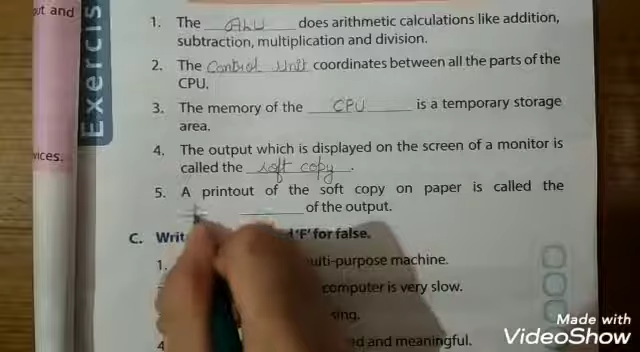 ut and
Exercis
1. The ALU does arithmetic calculations like addition,
subtraction, multiplication and division.
2. The Control Unit coordinates between all the parts of the
CPU.
3. The memory of the CPU is a temporary storage
area.
vices.
4. The output which is displayed on the screen of a monitor is
called the soft copy.
5. A printout of the soft copy on paper is called the
______ of the output.
C. Writ 'F' for false.
1. ulti-purpose machine.
computer is very slow.
sing.
4 ed and meaningful.
Made with
VideoShow